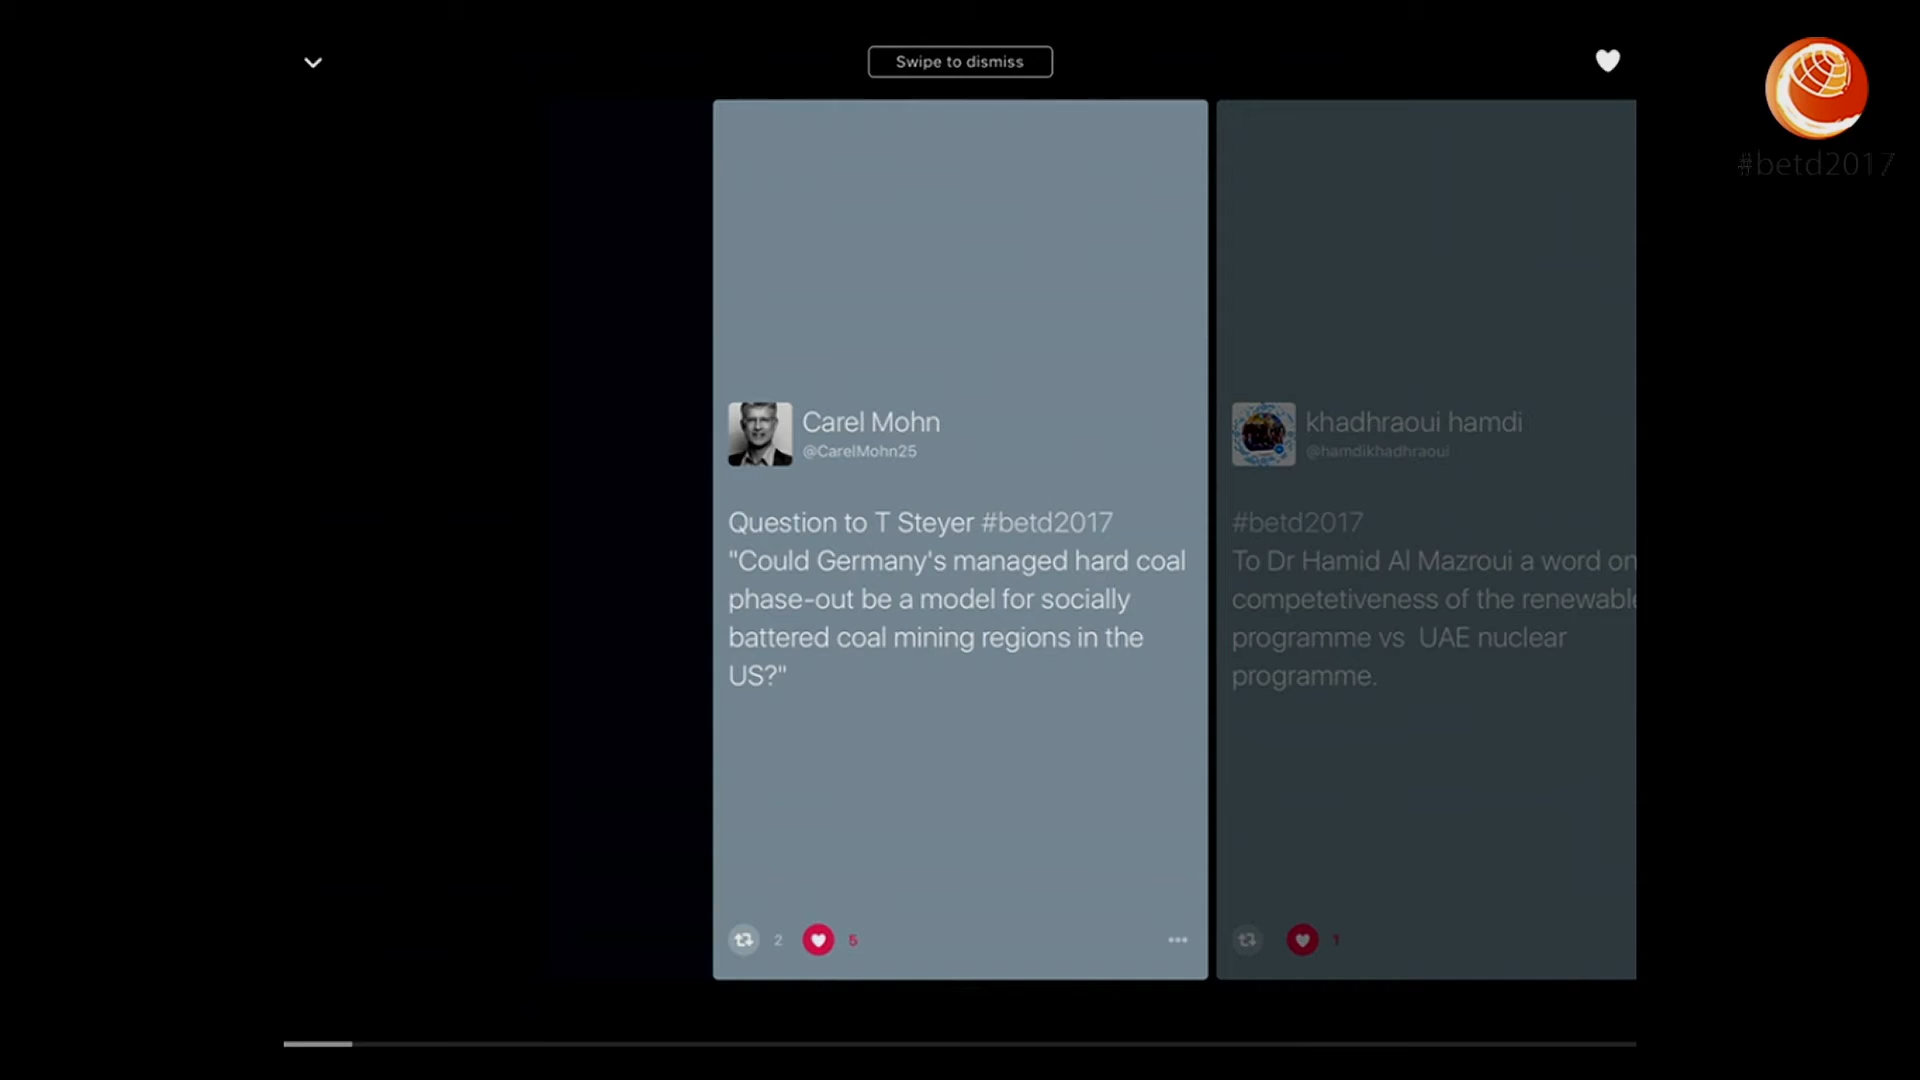 Swipe to dismiss
#betd2017
Carel Mohn
@CarelMohn25
Question to T Steyer #betd2017
"Could Germany's managed hard coal
phase-out be a model for socially
battered coal mining regions in the
US?"
2
5
khadhraoui hamdi
@hamdikhadhraoui
#betd2017
To Dr Hamid Al Mazroui a word on
competetiveness of the renewable
programme vs UAE nuclear
programme.
1